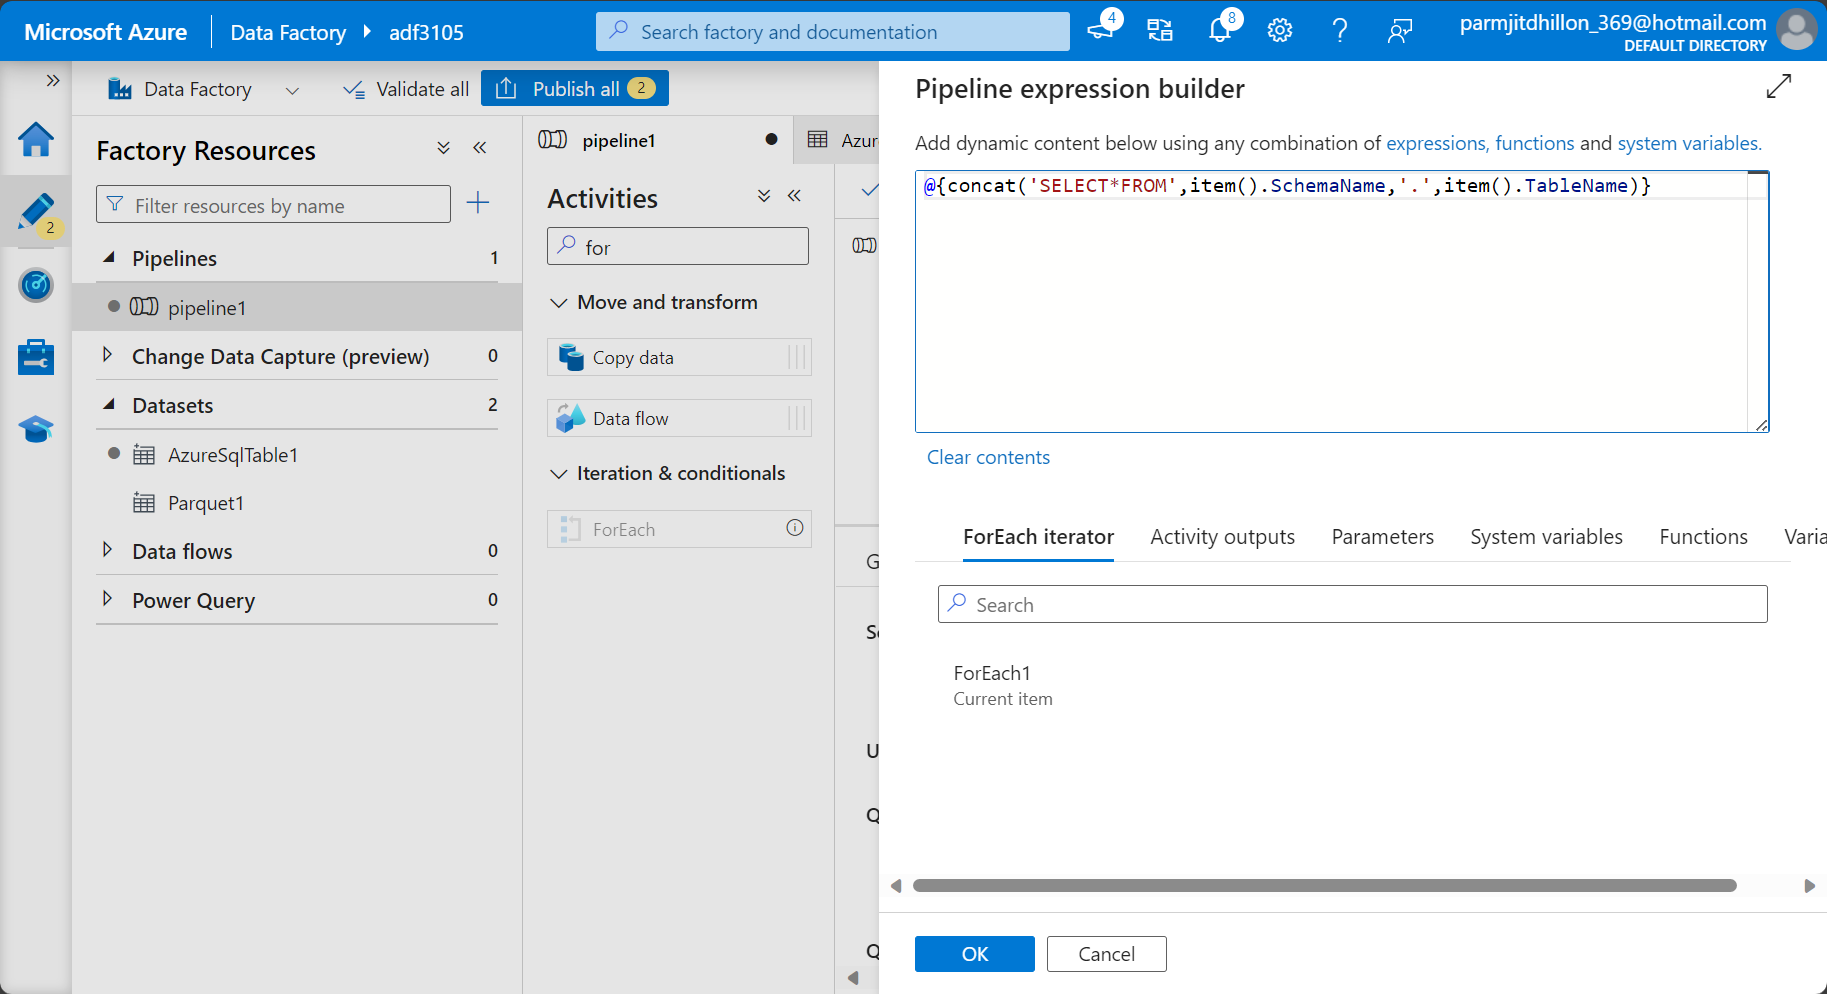 Microsoft Azure
Data Factory
adf3105
Search factory and documentation
4
8
parmjitdhillon_369@hotmail.com
DEFAULT DIRECTORY
Data Factory
Validate all
Publish all
2
2
Factory Resources
Filter resources by name
Pipelines
1
pipeline1
Change Data Capture (preview)
0
Datasets
2
AzureSqlTable1
Parquet1
Data flows
0
Power Query
0
pipeline1
Azur
Activities
for
Move and transform
Copy data
Data flow
Iteration & conditionals
ForEach
G
U
Q
Q
Pipeline expression builder
Add dynamic content below using any combination of expressions, functions and system variables.
@{concat('SELECT*FROM',item().SchemaName,'.',item().TableName)}
Clear contents
ForEach iterator
Activity outputs
Parameters
System variables
Functions
Varia
Search
ForEach1
Current item
OK
Cancel